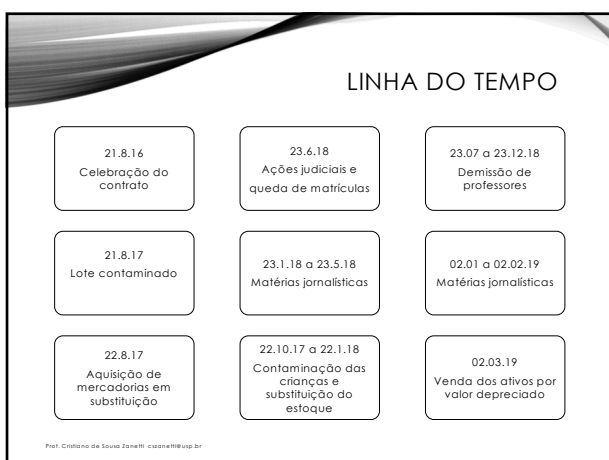 LINHA DO TEMPO
21.8.16
Celebração do
contrato
23.6.18
Ações judiciais e
queda de matrículas
23.07 a 23.12.18
Demissão de
professores
21.8.17
Lote contaminado
23.1.18 a 23.5.18
Matérias jornalísticas
02.01 a 02.02.19
Matérias jornalísticas
22.8.17
Aquisição de
mercadorias em
substituição
22.10.17 a 22.1.18
Contaminação das
crianças e
substituição do
estoque
02.03.19
Venda dos ativos por
valor depreciado
Prof. Cristiano de Sousa Zanetti cszanetti@usp.br